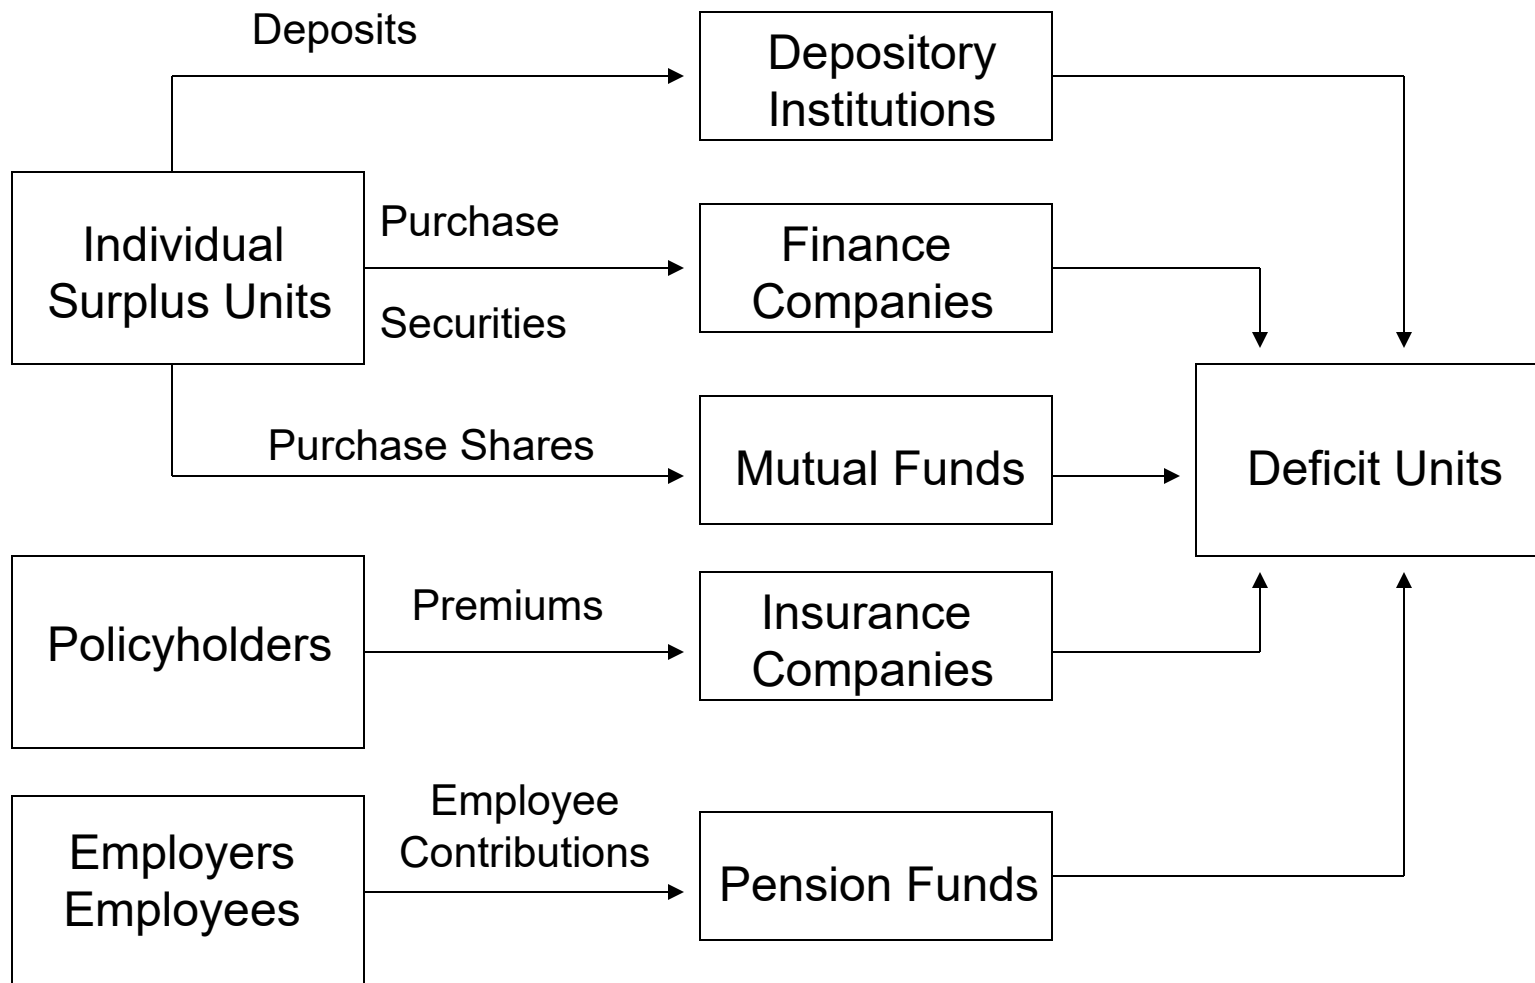 Deposits
Depository
Institutions
Individual
Surplus Units
Purchase
Securities
Finance
Companies
Purchase Shares
Mutual Funds
Deficit Units
Policyholders
Premiums
Insurance
Companies
Employers
Employees
Employee
Contributions
Pension Funds